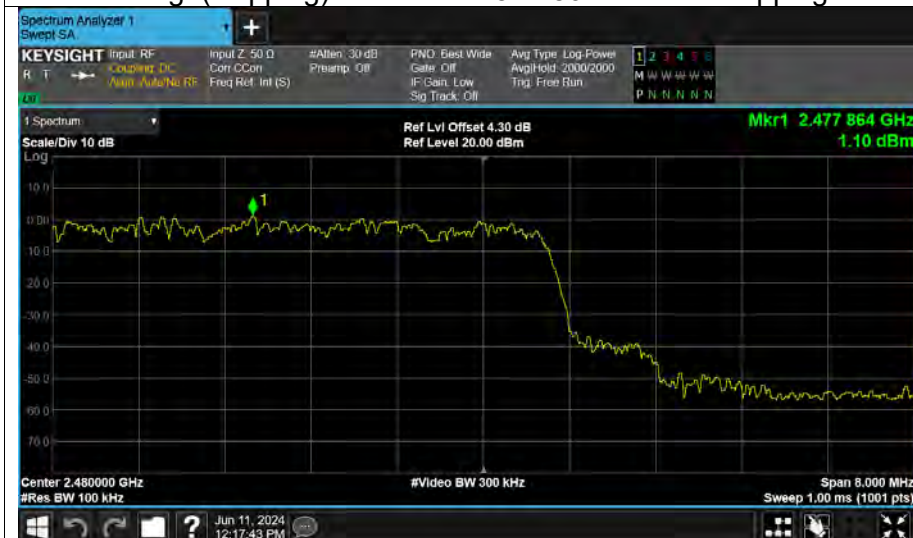 Spectrum Analyzer 1
Swept SA
+
KEYSIGHT Input: RF
R T
Coupling: DC
Align: Auto/No RF
Input Z: 50 Ω
Corr CCorr
Freq Ref: Int (S)
#Atten: 30 dB
Preamp: Off
PNO: Best Wide
Gate: Off
IF Gain: Low
Sig Track: Off
Avg Type: Log-Power
Avg|Hold: 2000/2000
Trig: Free Run
1 2 3 4 5 6
M W W W W W
P N N N N N
1 Spectrum
Scale/Div 10 dB
Log
Ref Lvl Offset 4.30 dB
Ref Level 20.00 dBm
Mkr1 2.477 864 GHz
1.10 dBm
10.0
1
0.00
-10.0
-20.0
-30.0
-40.0
-50.0
-60.0
-70.0
Center 2.480000 GHz
#Res BW 100 kHz
#Video BW 300 kHz
Span 8.000 MHz
Sweep 1.00 ms (1001 pts)
?
Jun 11, 2024
12:17:43 PM